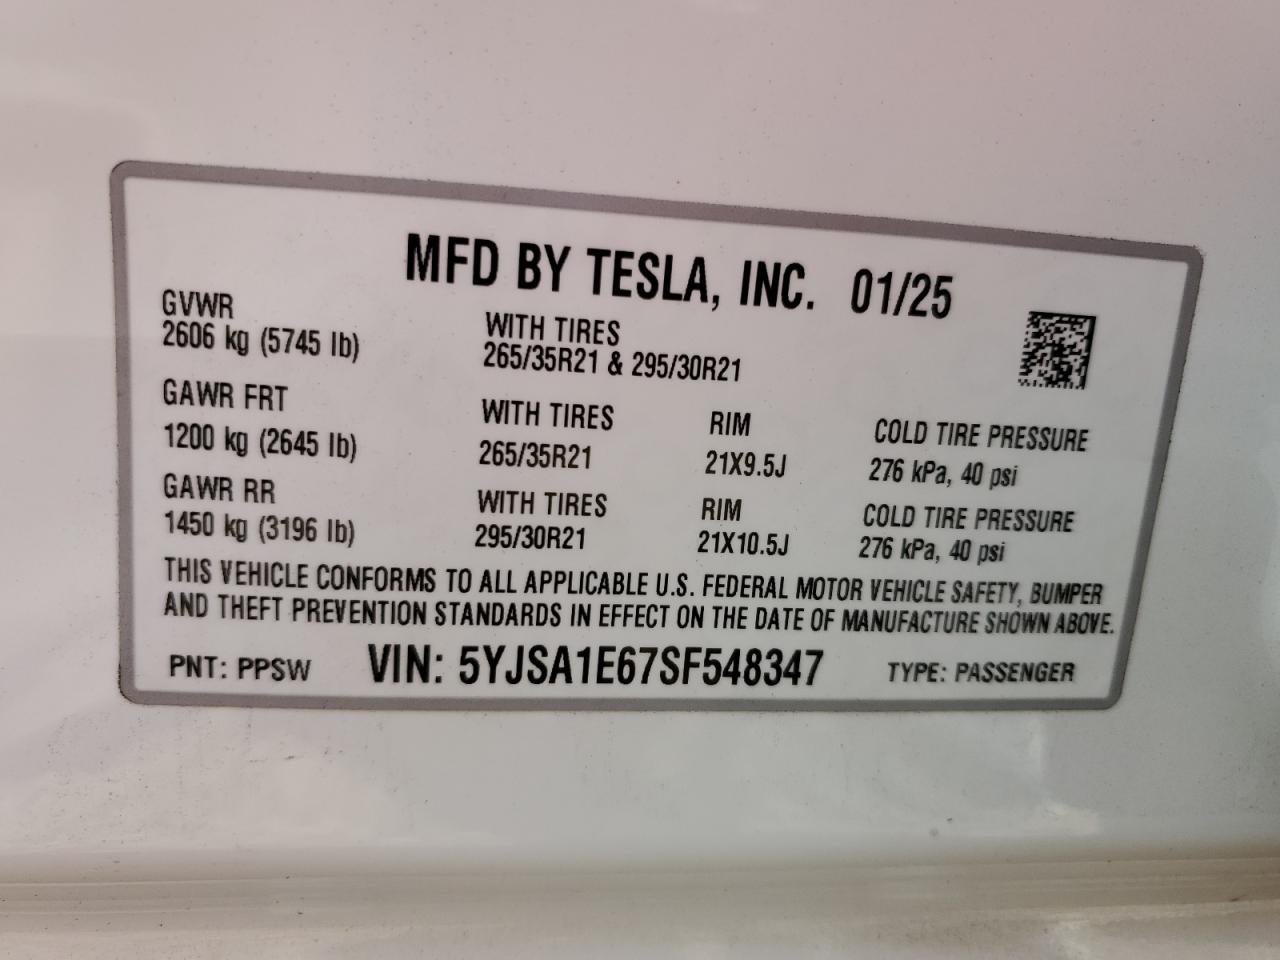 MFD BY TESLA, INC. 01/25
GVWR
2606 kg (5745 lb)
WITH TIRES
265/35R21 & 295/30R21
GAWR FRT
1200 kg (2645 lb)
WITH TIRES
265/35R21
RIM
21X9.5J
COLD TIRE PRESSURE
276 kPa, 40 psi
GAWR RR
1450 kg (3196 lb)
WITH TIRES
295/30R21
RIM
21X10.5J
COLD TIRE PRESSURE
276 kPa, 40 psi
THIS VEHICLE CONFORMS TO ALL APPLICABLE U.S. FEDERAL MOTOR VEHICLE SAFETY, BUMPER
AND THEFT PREVENTION STANDARDS IN EFFECT ON THE DATE OF MANUFACTURE SHOWN ABOVE.
PNT: PPSW VIN: 5YJSA1E67SF548347 TYPE: PASSENGER